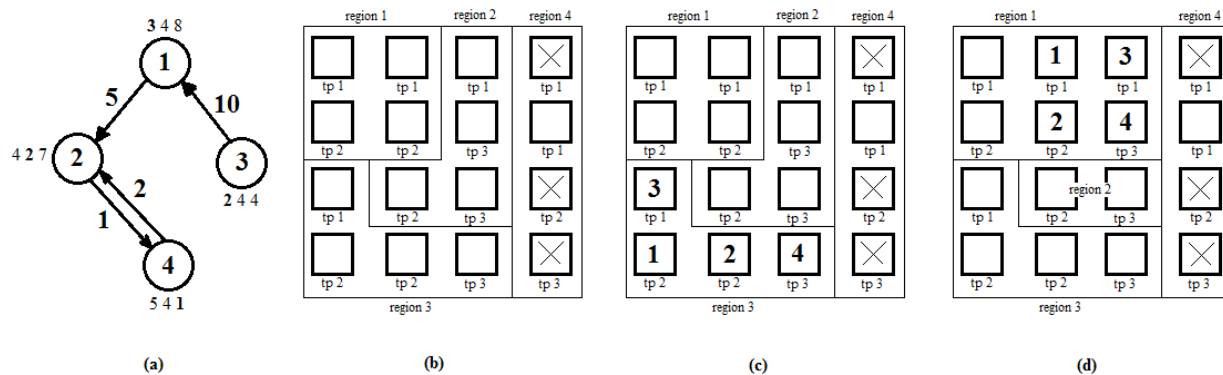 3 4 8
1
5
10
4 2 7
2
3
2 4 4
2
1
4
5 4 1
(a)
region 1 region 2 region 4
tp 1 tp 1 tp 1 tp 1
tp 2 tp 2 tp 3 tp 1
tp 1 tp 2 tp 3 tp 2
tp 2 tp 2 tp 3 tp 3
region 3
(b)
region 1 region 2 region 4
tp 1 tp 1 tp 1 tp 1
tp 2 tp 2 tp 3 tp 1
3
tp 1 tp 2 tp 3 tp 2
1 2 4
tp 2 tp 2 tp 3 tp 3
region 3
(c)
region 1 region 4
1 3
tp 1 tp 1 tp 1 tp 1
2 4
tp 2 tp 2 tp 3 tp 1
region 2
tp 1 tp 2 tp 3 tp 2
tp 2 tp 2 tp 3 tp 3
region 3
(d)